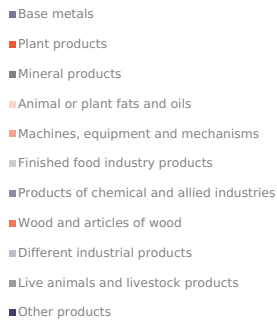 Base metals
Plant products
Mineral products
Animal or plant fats and oils
Machines, equipment and mechanisms
Finished food industry products
Products of chemical and allied industries
Wood and articles of wood
Different industrial products
Live animals and livestock products
Other products